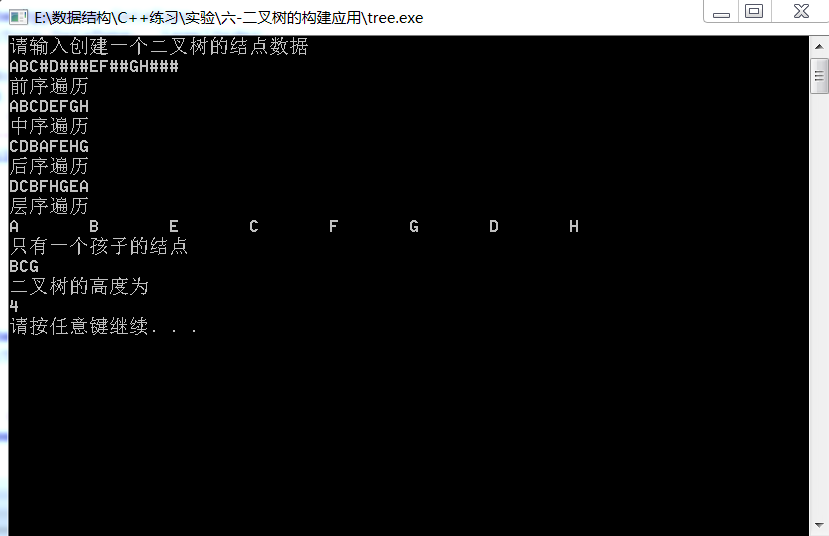 E:\数据结构\C++练习\实验\六-二叉树的构建应用\tree.exe
请输入创建一个二叉树的结点数据
ABC#D###EF##GH###
前序遍历
ABCDEFGH
中序遍历
CDBAFEHG
后序遍历
DCBFHGEA
层序遍历
A B E C F G D H
只有一个孩子的结点
BCG
二叉树的高度为
4
请按任意键继续. . .